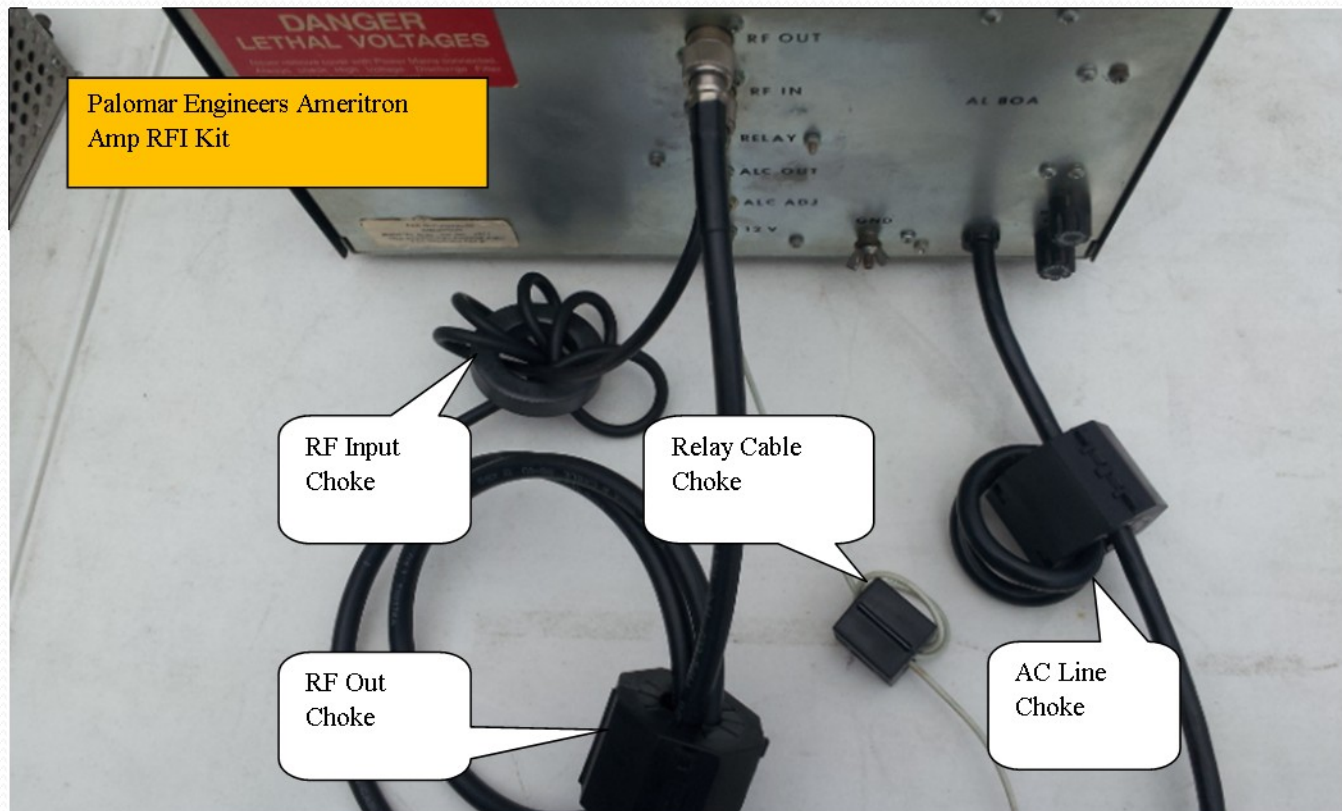 DANGER
LETHAL VOLTAGES
Palomar Engineers Ameritron
Amp RFI Kit
RF OUT
RF IN
RELAY
ALC OUT
ALC ADJ
12 V
GND
AL 80A
RF Input
Choke
Relay Cable
Choke
RF Out
Choke
AC Line
Choke